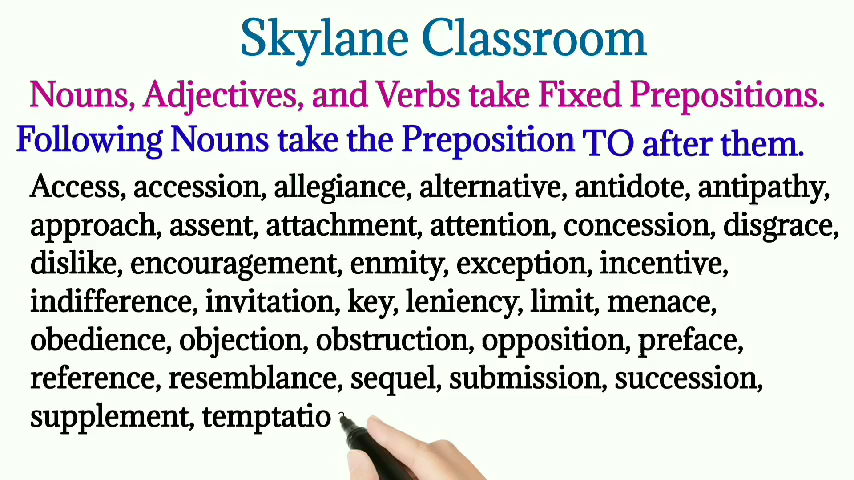 Skylane Classroom
Nouns, Adjectives, and Verbs take Fixed Prepositions.
Following Nouns take the Preposition TO after them.
Access, accession, allegiance, alternative, antidote, antipathy,
approach, assent, attachment, attention, concession, disgrace,
dislike, encouragement, enmity, exception, incentive,
indifference, invitation, key, leniency, limit, menace,
obedience, objection, obstruction, opposition, preface,
reference, resemblance, sequel, submission, succession,
supplement, temptatio